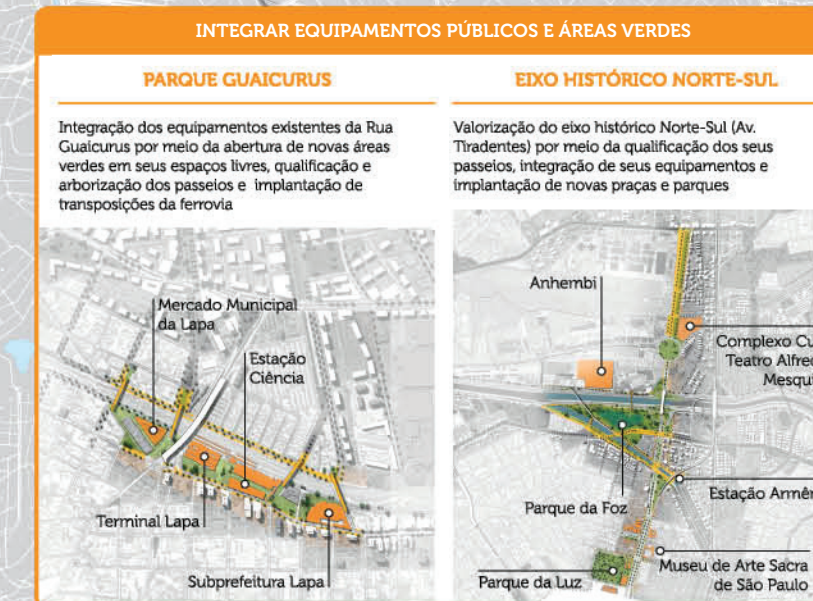 INTEGRAR EQUIPAMENTOS PÚBLICOS E ÁREAS VERDES
PARQUE GUAICURUS
Integração dos equipamentos existentes da Rua
Guaicurus por meio da abertura de novas áreas
verdes em seus espaços livres, qualificação e
arborização dos passeios e implantação de
transposições da ferrovia
Mercado Municipal
da Lapa
Estação
Ciência
Terminal Lapa
Subprefeitura Lapa
EIXO HISTÓRICO NORTE-SUL
Valorização do eixo histórico Norte-Sul (Av.
Tiradentes) por meio da qualificação dos seus
passeios, integração de seus equipamentos e
implantação de novas praças e parques
Anhembi
Complexo
Teatro
Parque da Foz
Estação
Parque da Luz
Museu de Arte Sacra
de São Paulo